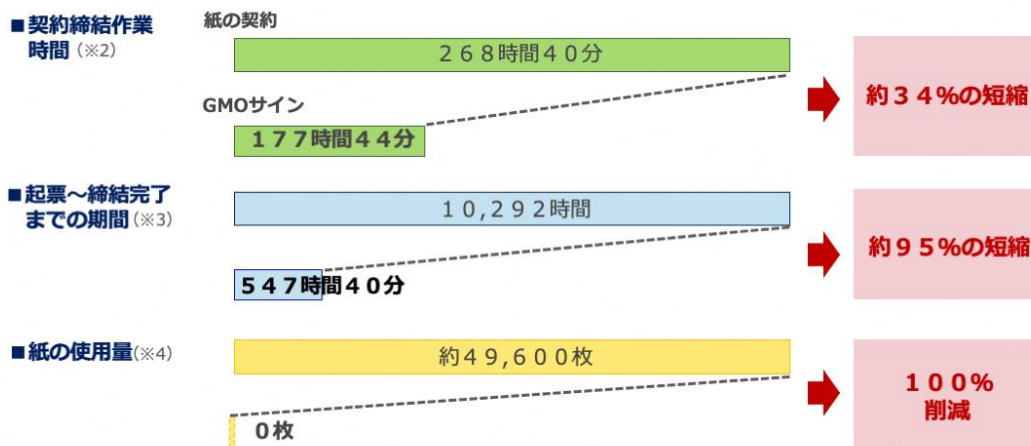 ■契約締結作業
時間(※2)
紙の契約
268時間40分
約34%の短縮
GMOサイン
177時間44分
■起票～締結完了
までの期間(※3)
10,292時間
約95%の短縮
547時間40分
■紙の使用量(※4)
約49,600枚
100%
削減
0枚